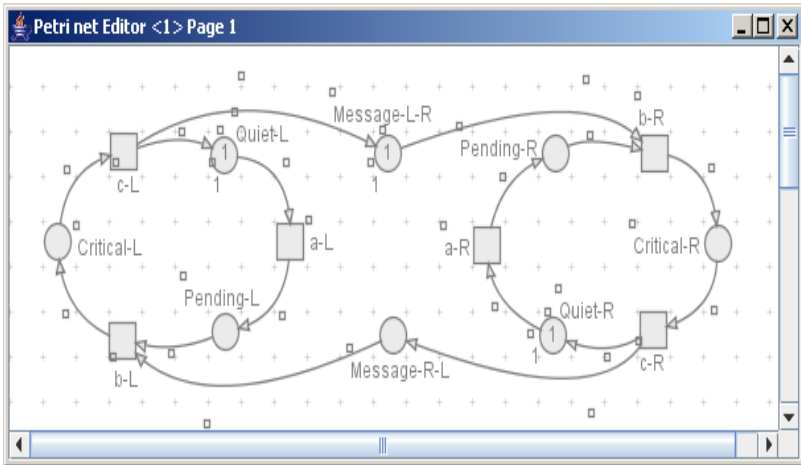 Petri net Editor <1> Page 1
Message-L-R
b-R
Quiet-L
1
1
Pending-R
c-L
1
1
Critical-L
a-L
a-R
Critical-R
Pending-L
Quiet-R
1
1
b-L
Message-R-L
c-R